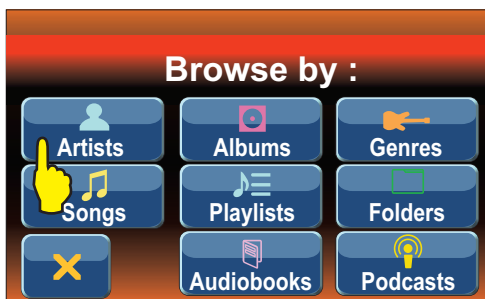 Browse by :
Artists Albums Genres
Songs Playlists Folders
Audiobooks Podcasts